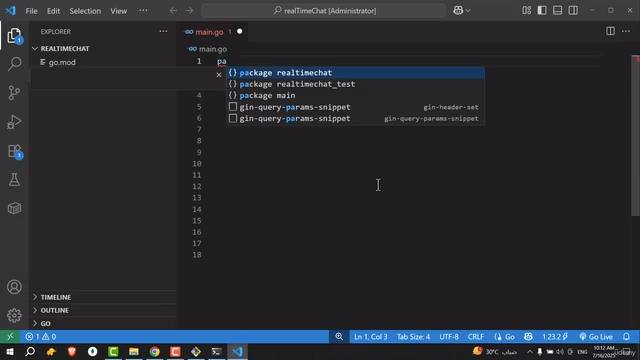 File Edit Selection View ... realTimeChat [Administrator]
EXPLORER ...
REALTIMECHAT
go.mod
main.go
main.go
1 pa
package realtimechat
package realtimechat_test
package main
gin-query-params-snippet gin-header-set
gin-query-params-snippet gin-query-params-snippet
4
5
6
7
8
9
10
11
12
13
14
15
16
17
18
TIMELINE
OUTLINE
GO
1 0 Ln 1, Col 3 Tab Size: 4 UTF-8 CRLF Go 1.23.2 Go Live
30°C ضباب ENG 10:12 AM
7/16/2025